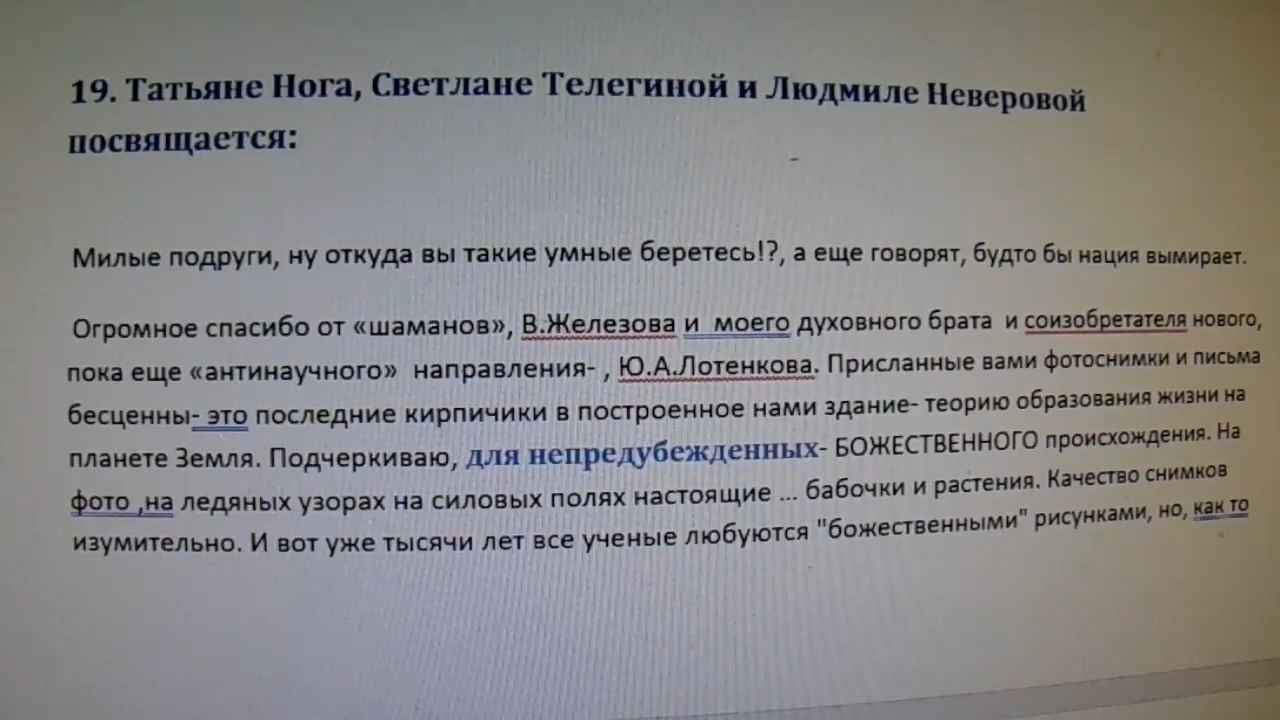 19. Татьяне Нога, Светлане Телегиной и Людмиле Неверовой
посвящается:
Милые подруги, ну откуда вы такие умные беретесь!?, а еще говорят, будто бы нация вымирает.
Огромное спасибо от «шаманов», В.Железова и моего духовного брата и соизобретателя нового,
пока еще «антинаучного» направления- , Ю.А.Лотенкова. Присланные вами фотоснимки и письма
бесценны- это последние кирпичики в построенное нами здание- теорию образования жизни на
планете Земля. Подчеркиваю, для непредубежденных- БОЖЕСТВЕННОГО происхождения. На
фото ,на ледяных узорах на силовых полях настоящие ... бабочки и растения. Качество снимков
изумительно. И вот уже тысячи лет все ученые любуются "божественными" рисунками, но, как то